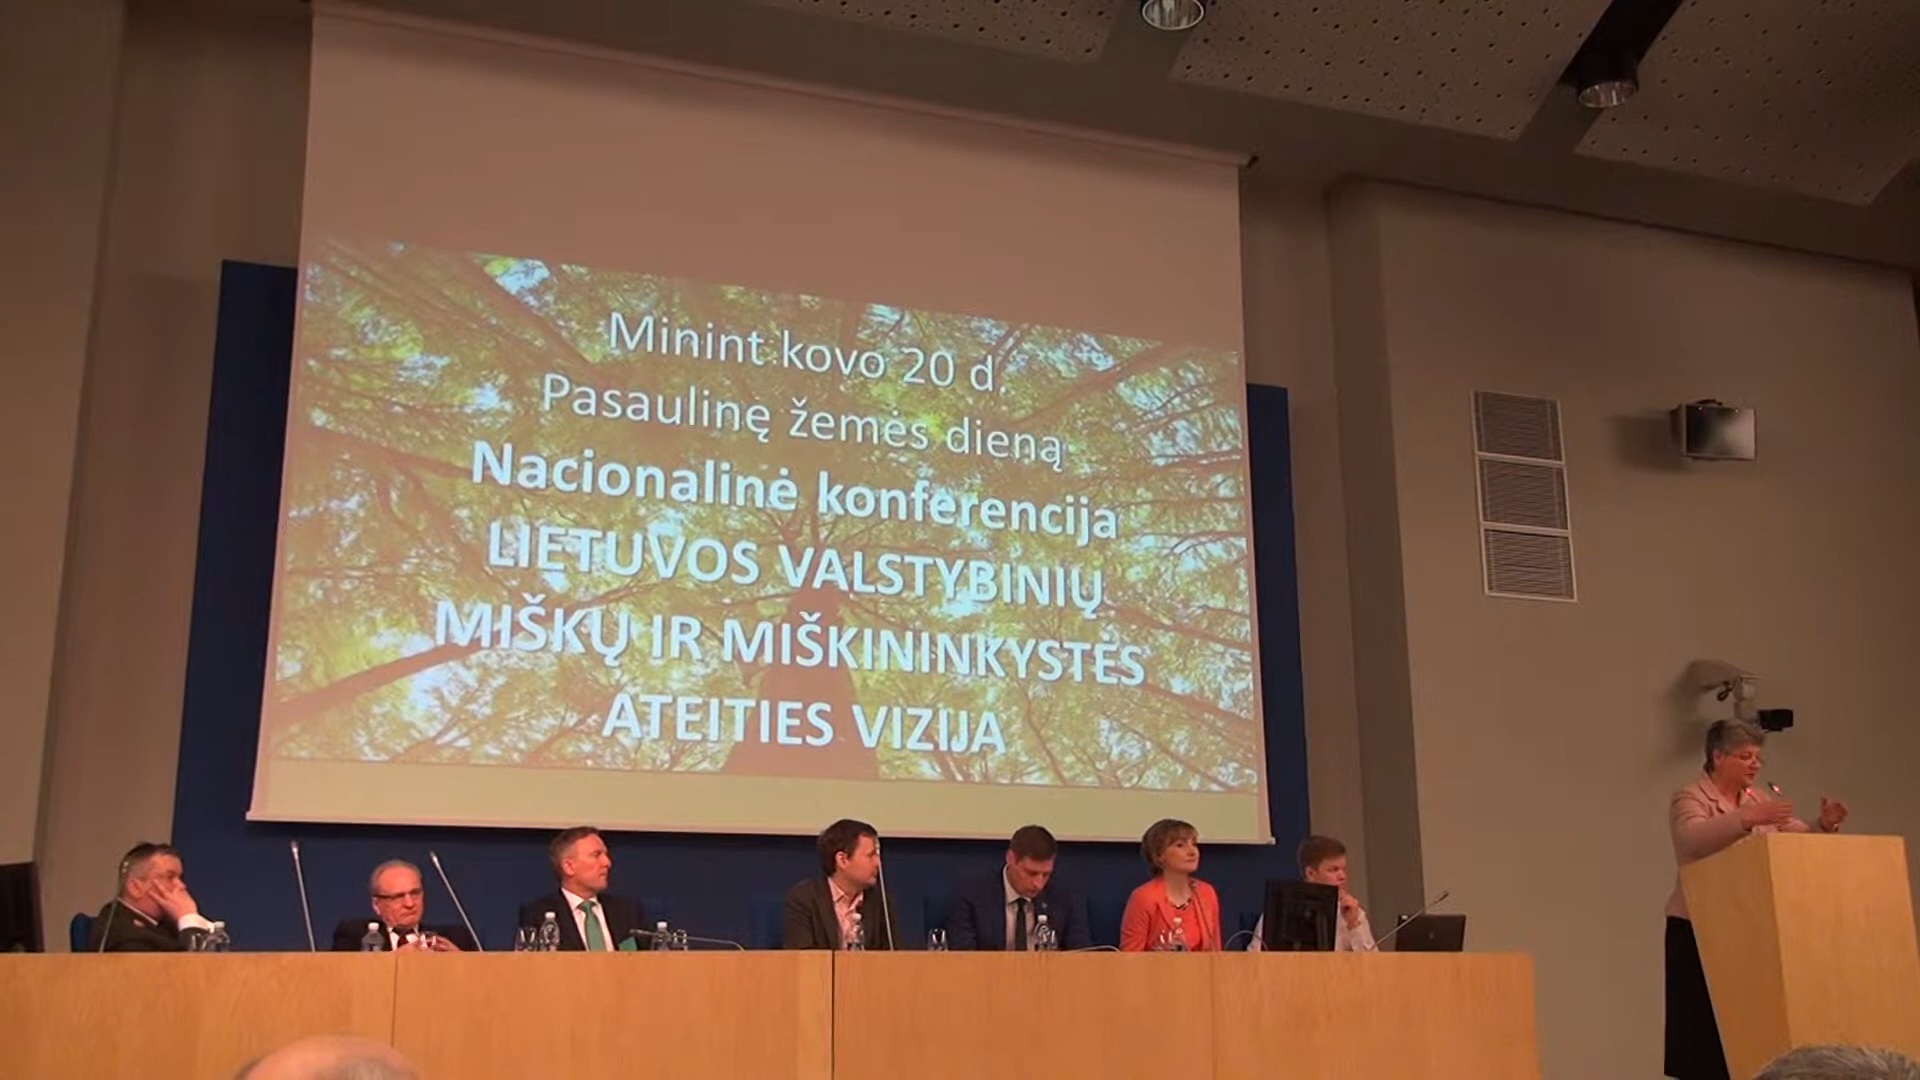 Minint kovo 20 d.
Pasaulinę žemės dieną
Nacionalinė konferencija
LIETUVOS VALSTYBINIŲ
MIŠKŲ IR MIŠKININKYSTĖS
ATEITIES VIZIJA